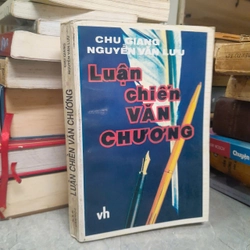 CHU GIANG
NGUYỄN VĂN LƯU
Luận
chiến
VĂN
CHƯƠNG
vh
LUẬN CHIẾN VĂN CHƯƠNG